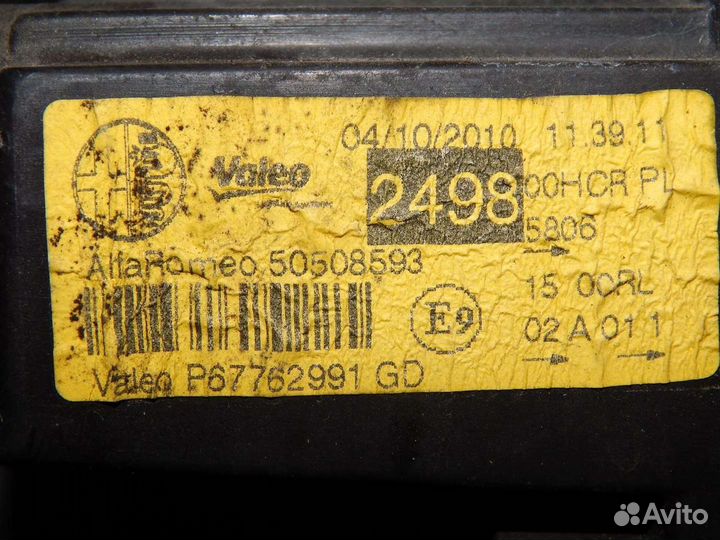 04/10/2010 11.39.11
Valeo
2498
00HCR PL
5806
AlfaRomeo 50508593
15 00RL
E9
02 A 01 1
Valeo P67762991 GD
Avito